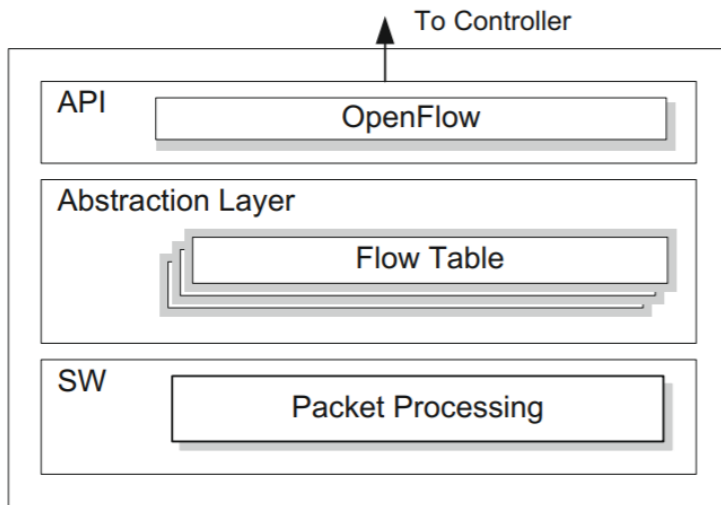 To Controller
API
OpenFlow
Abstraction Layer
Flow Table
SW
Packet Processing